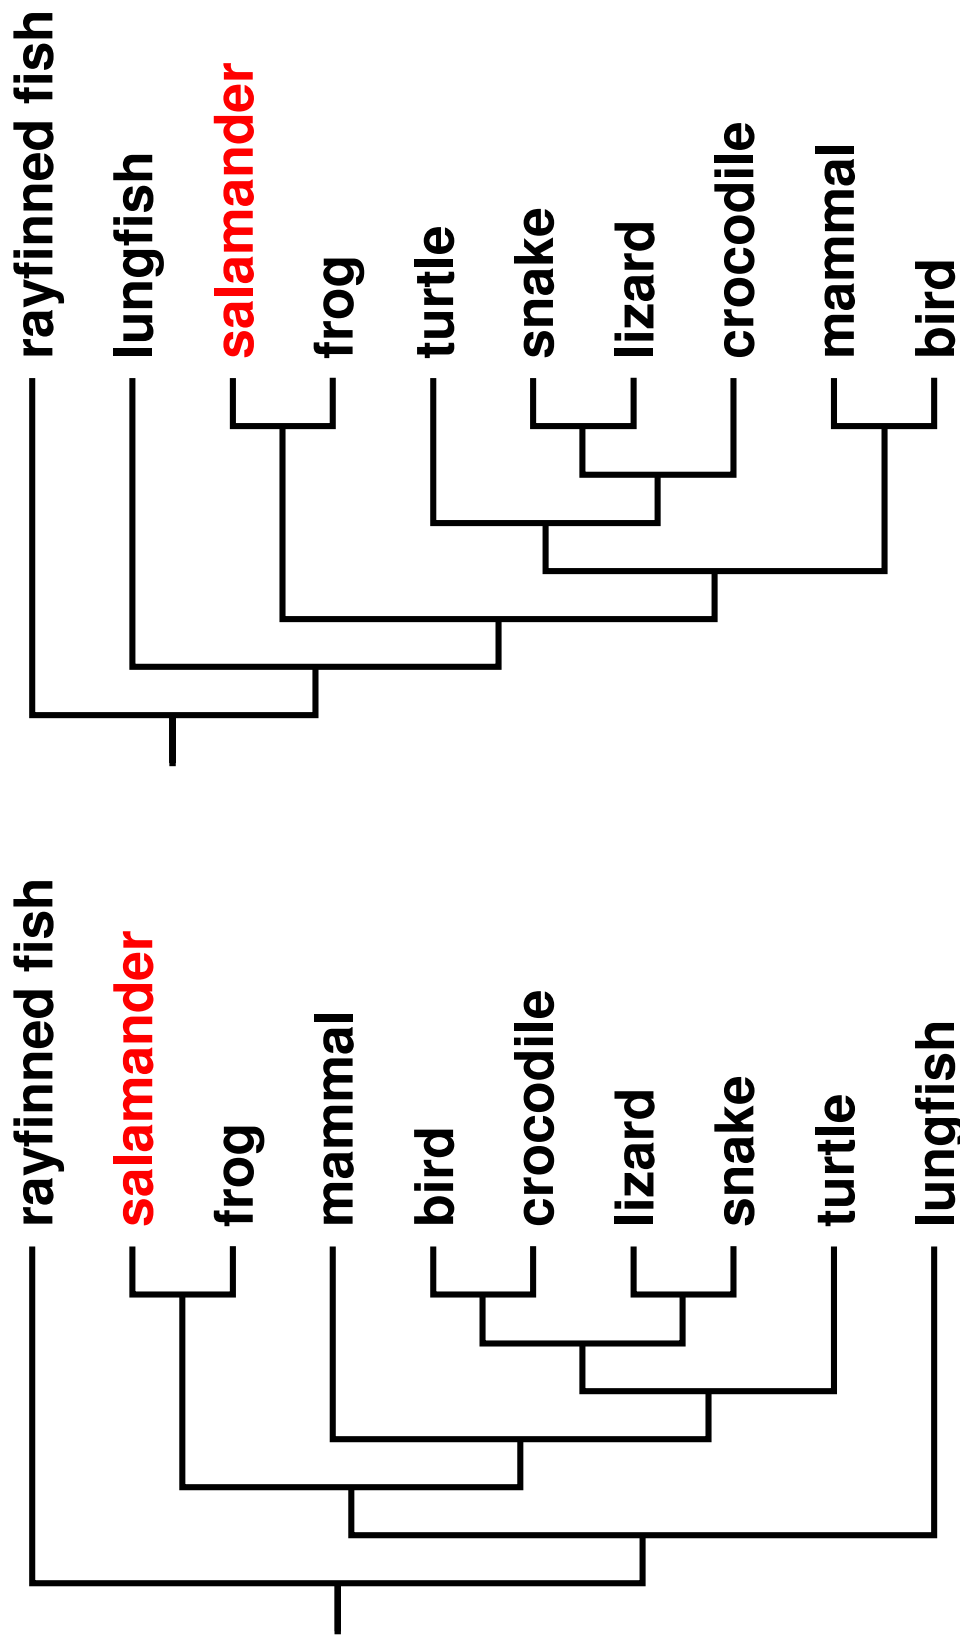 rayfinned fish
lungfish
salamander
frog
turtle
snake
lizard
crocodile
mammal
bird
rayfinned fish
salamander
frog
mammal
bird
crocodile
lizard
snake
turtle
lungfish